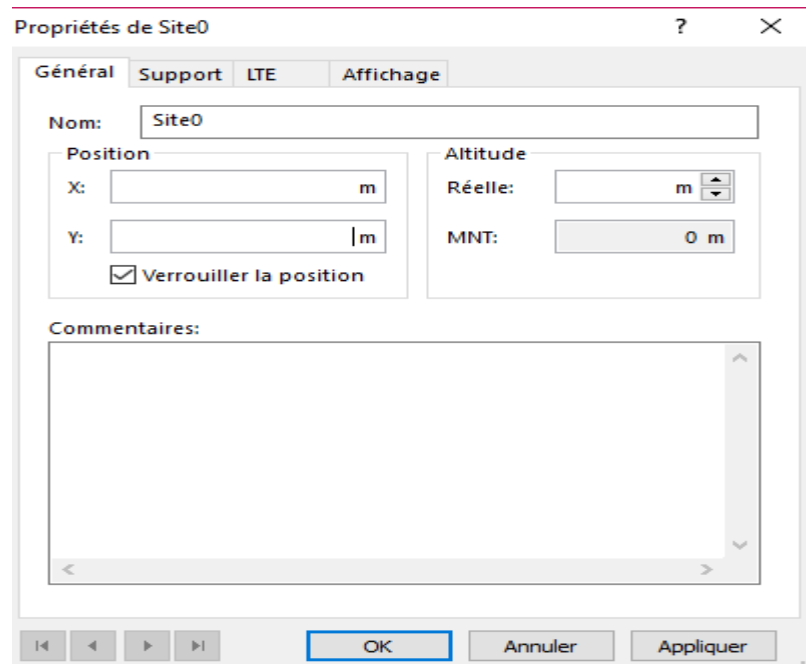 Propriétés de Site0
Général Support LTE Affichage
Nom: Site0
Position Altitude
X: m Réelle: m
Y: m MNT: 0 m
Verrouiller la position
Commentaires:
OK Annuler Appliquer